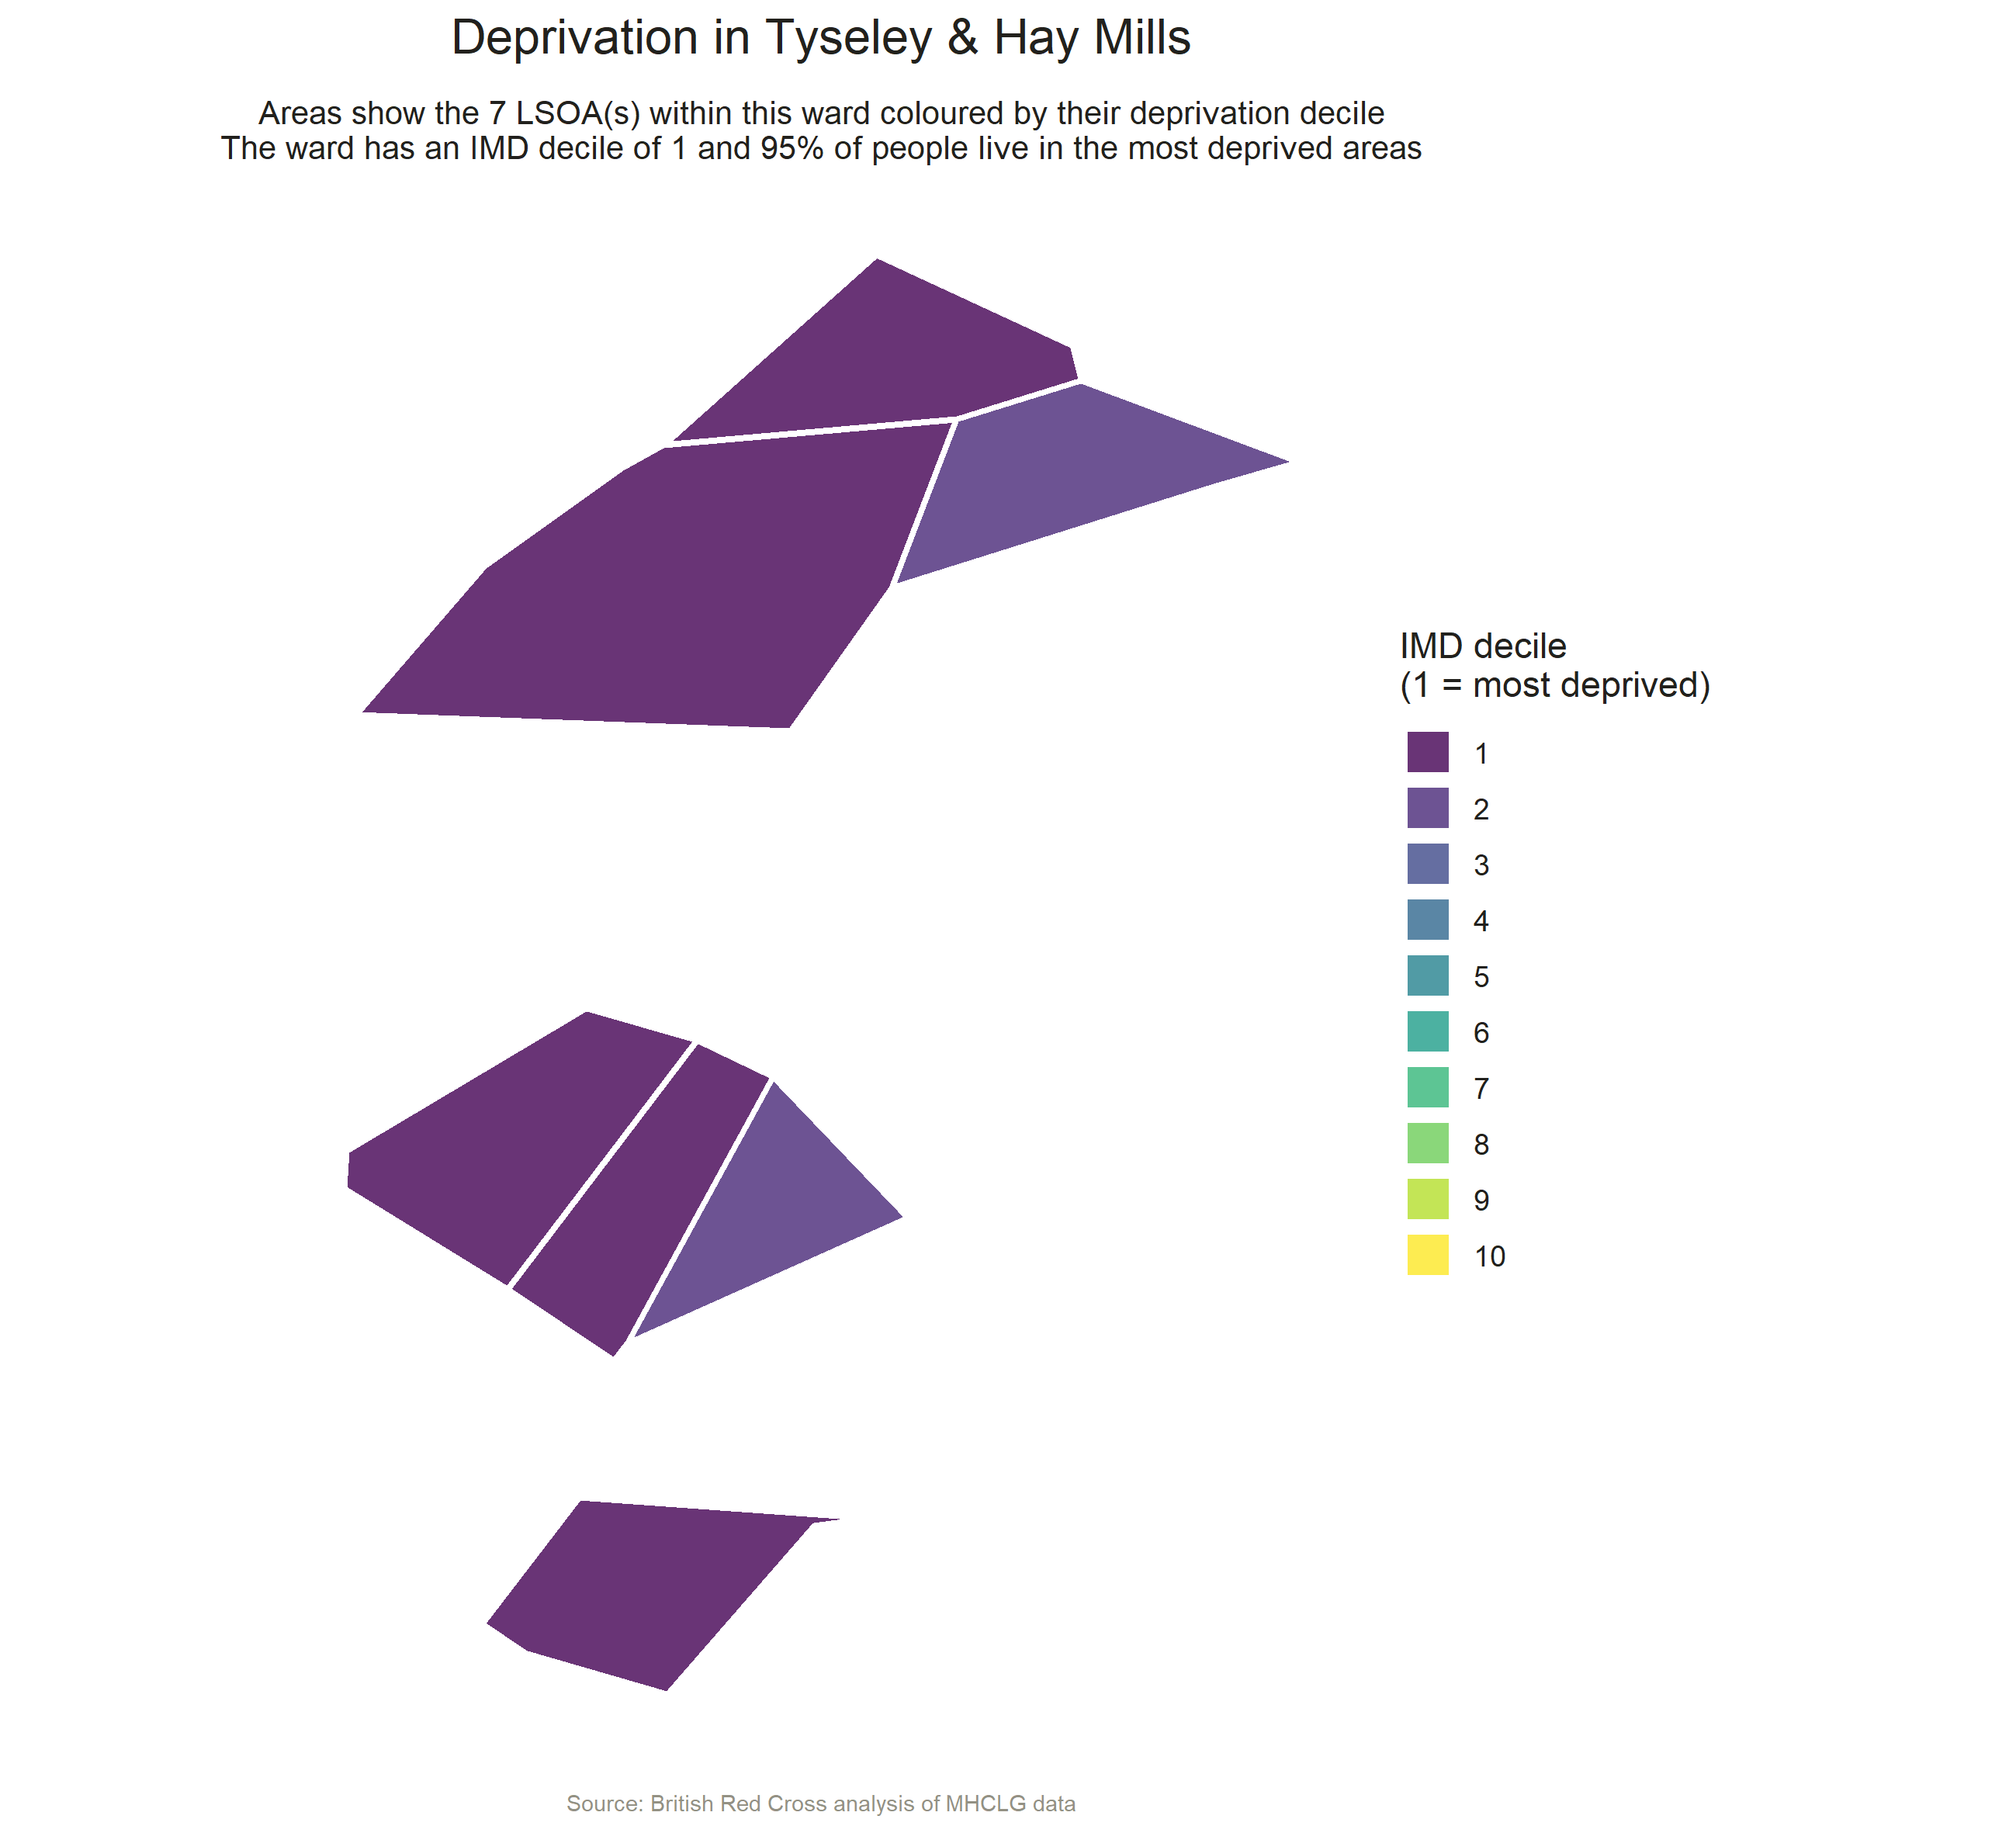 Deprivation in Tyseley & Hay Mills
Areas show the 7 LSOA(s) within this ward coloured by their deprivation decile
The ward has an IMD decile of 1 and 95% of people live in the most deprived areas
IMD decile
(1 = most deprived)
1
2
3
4
5
6
7
8
9
10
Source: British Red Cross analysis of MHCLG data